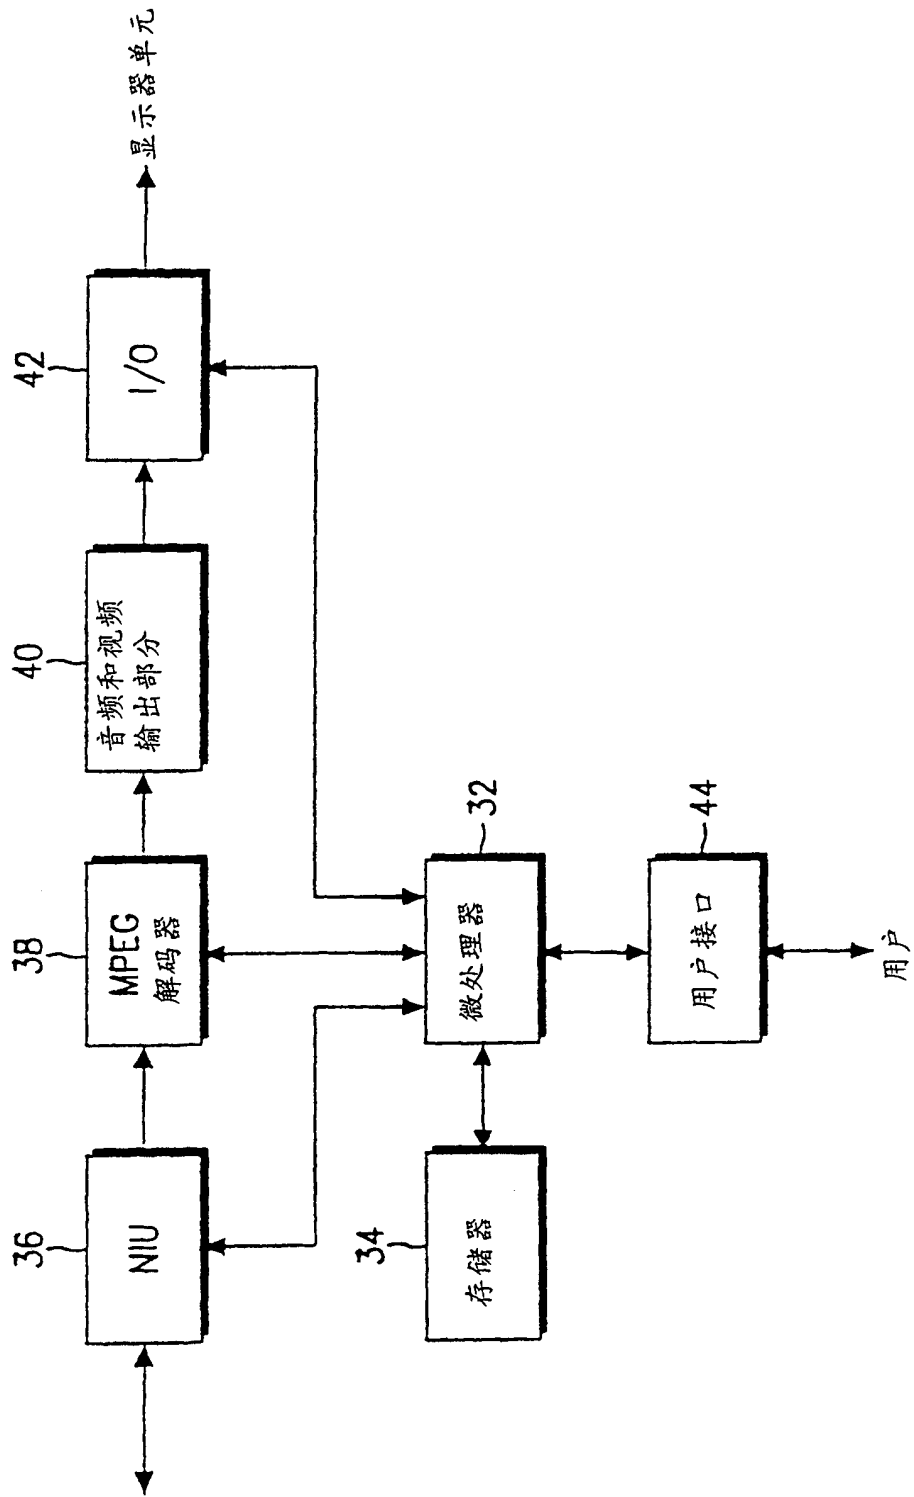 36
38
40
42
NIU
MPEG
解码器
音频和视频
输出部分
I/O
显示器单元
34
存储器
微处理器
32
用户接口
44
用户